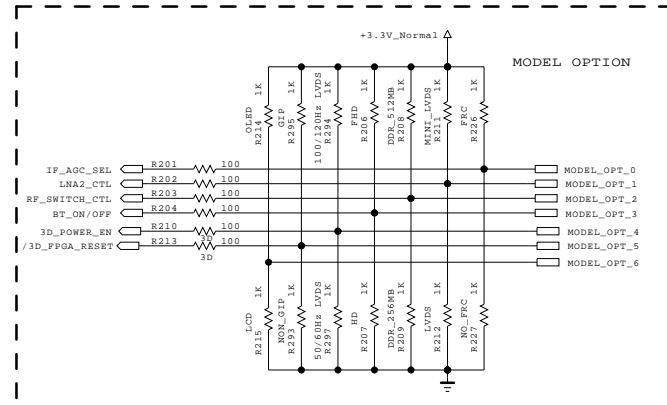 +3.3V_Normal
MODEL OPTION
OLED R214 1K
GIP R295 1K
100/120Hz LVDS R294 1K
FHD R206 1K
DDR_512MB R208 1K
MINI_LVDS R211 1K
FRC R226 1K
IF_AGC_SEL R201 100 MODEL_OPT_0
LNA2_CTL R202 100 MODEL_OPT_1
RF_SWITCH_CTL R203 100 MODEL_OPT_2
BT_ON/OFF R204 100 MODEL_OPT_3
3D_POWER_EN R210 100 MODEL_OPT_4
3D
/3D_FPGA_RESET R213 100 MODEL_OPT_5
3D
MODEL_OPT_6
LCD R215 1K
NON_GIP R293 1K
50/60Hz LVDS R297 1K
HD R207 1K
DDR_256MB R209 1K
LVDS R212 1K
NO_FRC R227 1K